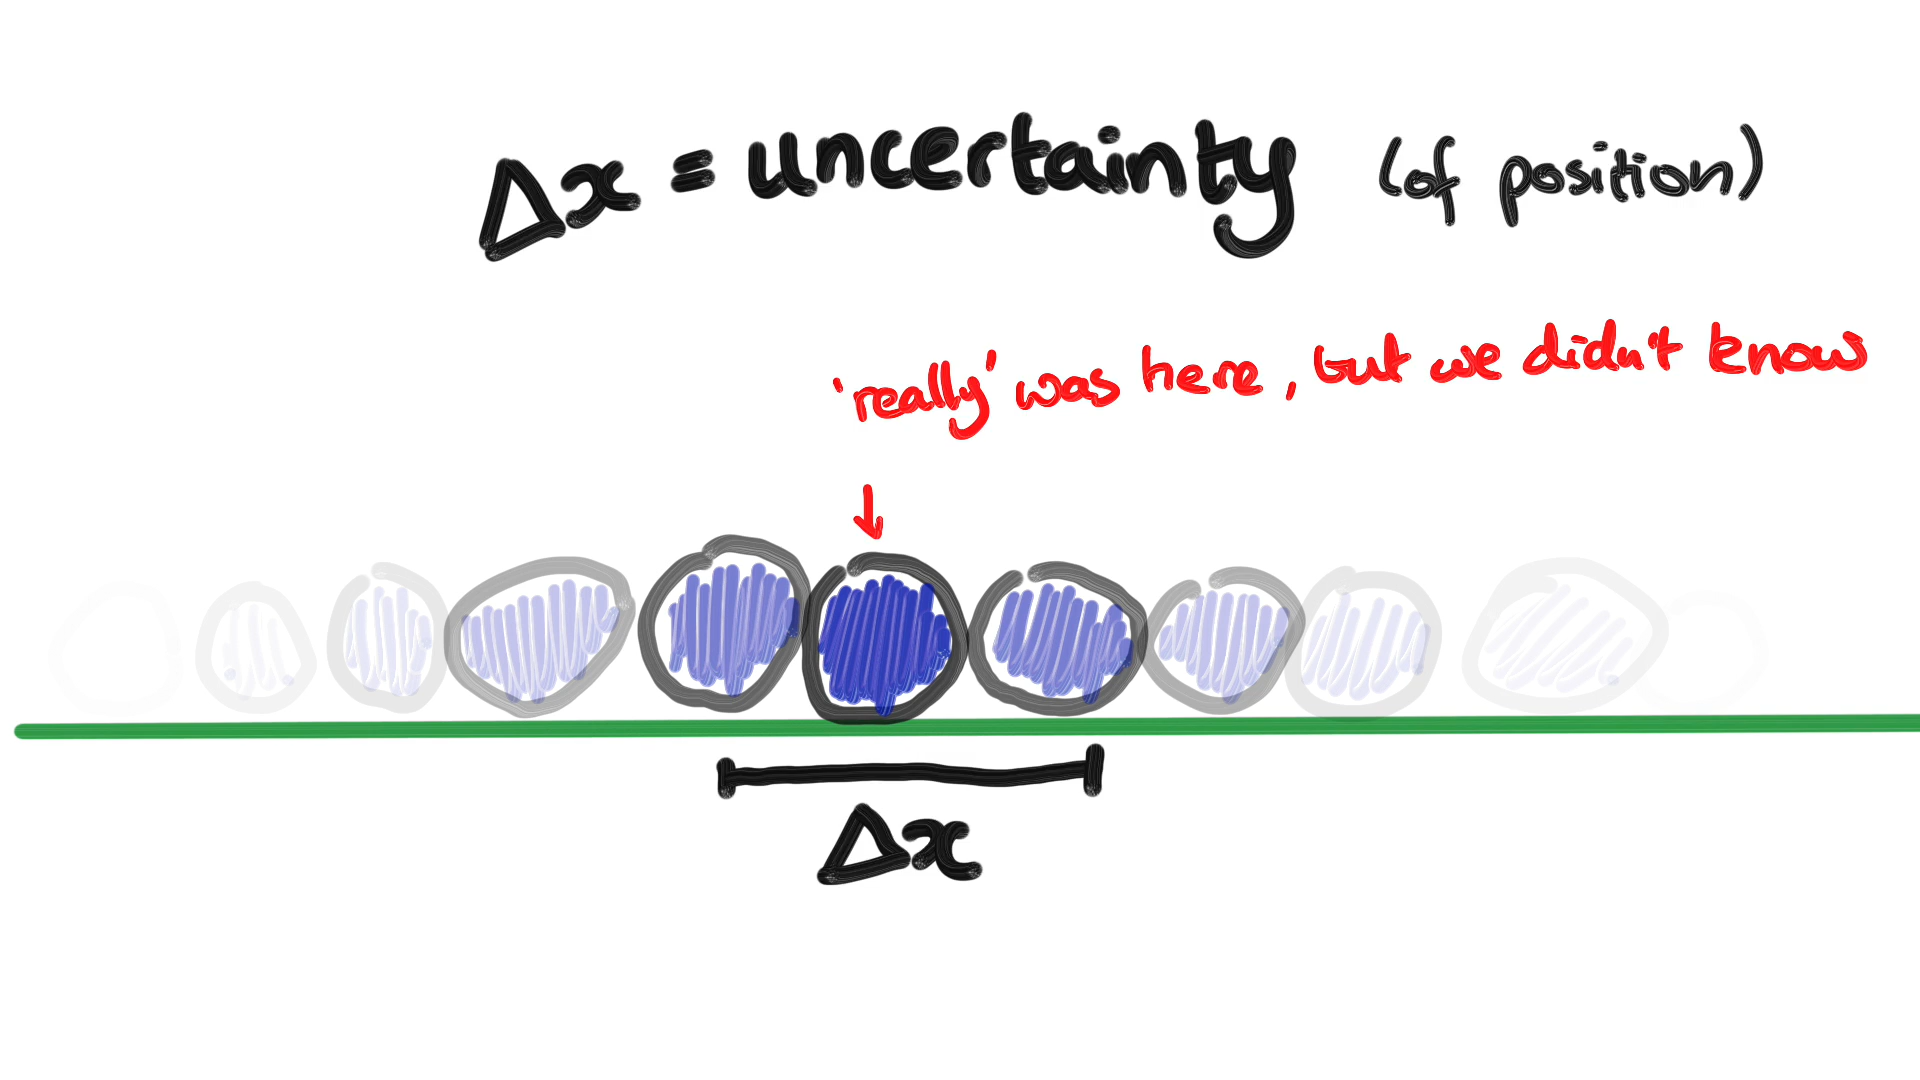 Δx = uncertainty (of position)
'really' was here, but we didn't know
Δx